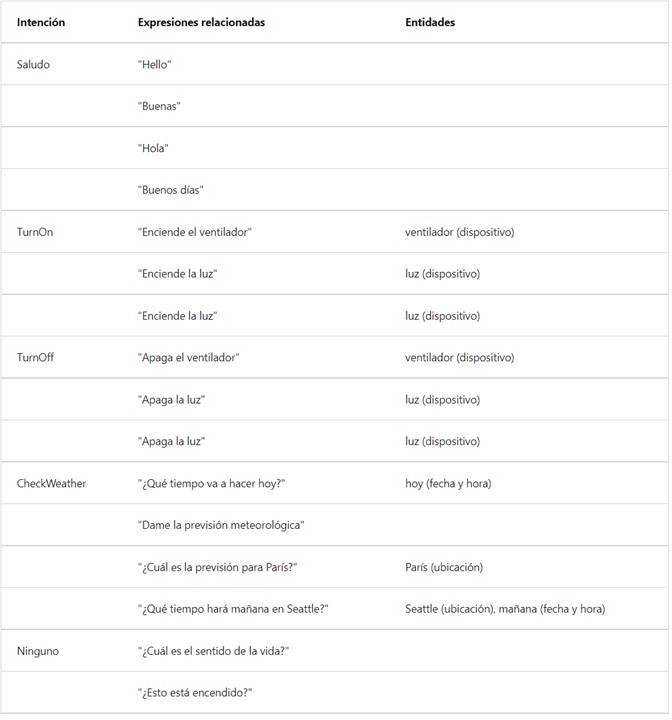 Intención Expresiones relacionadas Entidades
Saludo "Hello"
"Buenas"
"Hola"
"Buenos días"
TurnOn "Enciende el ventilador" ventilador (dispositivo)
"Enciende la luz" luz (dispositivo)
"Enciende la luz" luz (dispositivo)
TurnOff "Apaga el ventilador" ventilador (dispositivo)
"Apaga la luz" luz (dispositivo)
"Apaga la luz" luz (dispositivo)
CheckWeather "¿Qué tiempo va a hacer hoy?" hoy (fecha y hora)
"Dame la previsión meteorológica"
"¿Cuál es la previsión para París?" París (ubicación)
"¿Qué tiempo hará mañana en Seattle?" Seattle (ubicación), mañana (fecha y hora)
Ninguno "¿Cuál es el sentido de la vida?"
"¿Esto está encendido?"